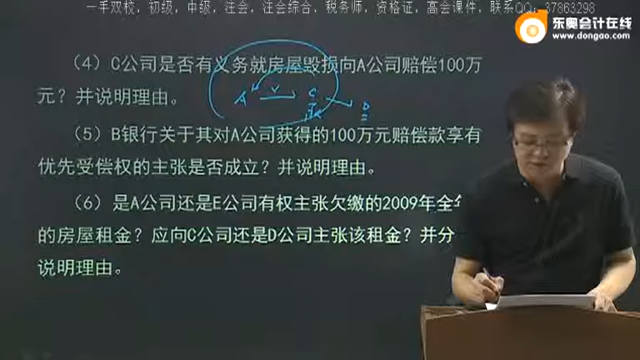 一手双校，初级，中级，注会，注会综合，税务师，资格证，高会课件，联系QQ：37863298
东奥会计在线
www.dongao.com
（4）C公司是否有义务就房屋毁损向A公司赔偿100万
元？并说明理由。
A C D
（5）B银行关于其对A公司获得的100万元赔偿款享有
优先受偿权的主张是否成立？并说明理由。
（6）是A公司还是E公司有权主张欠缴的2009年全年
的房屋租金？应向C公司还是D公司主张该租金？并分
说明理由。